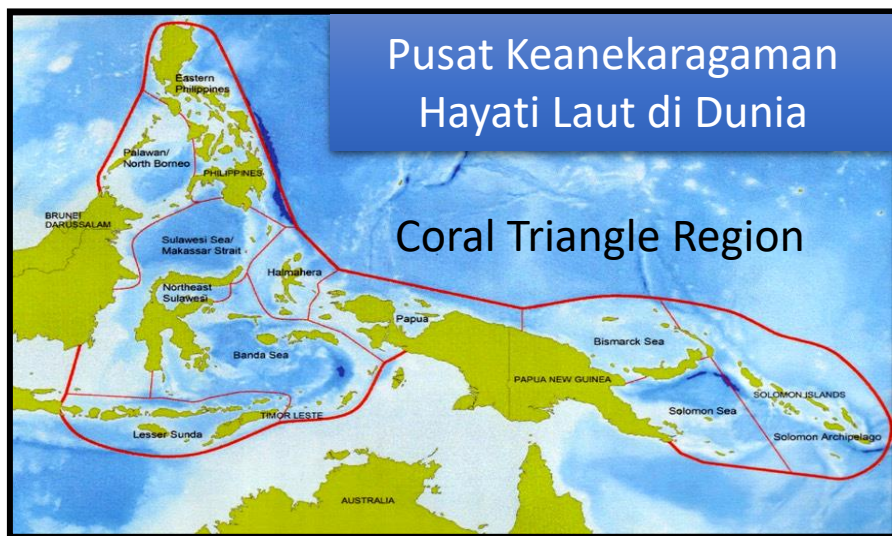 Pusat Keanekaragaman
Hayati Laut di Dunia
Coral Triangle Region
Eastern
Philippines
Palawan/
North Borneo
PHILIPPINES
BRUNEI
DARUSSALAM
Sulawesi Sea/
Makassar Strait
Halmahera
Northeast
Sulawesi
Papua
Banda Sea
Bismarck Sea
PAPUA NEW GUINEA
SOLOMON ISLANDS
Solomon Sea
TIMOR LESTE
Lesser Sunda
Solomon Archipelago
AUSTRALIA